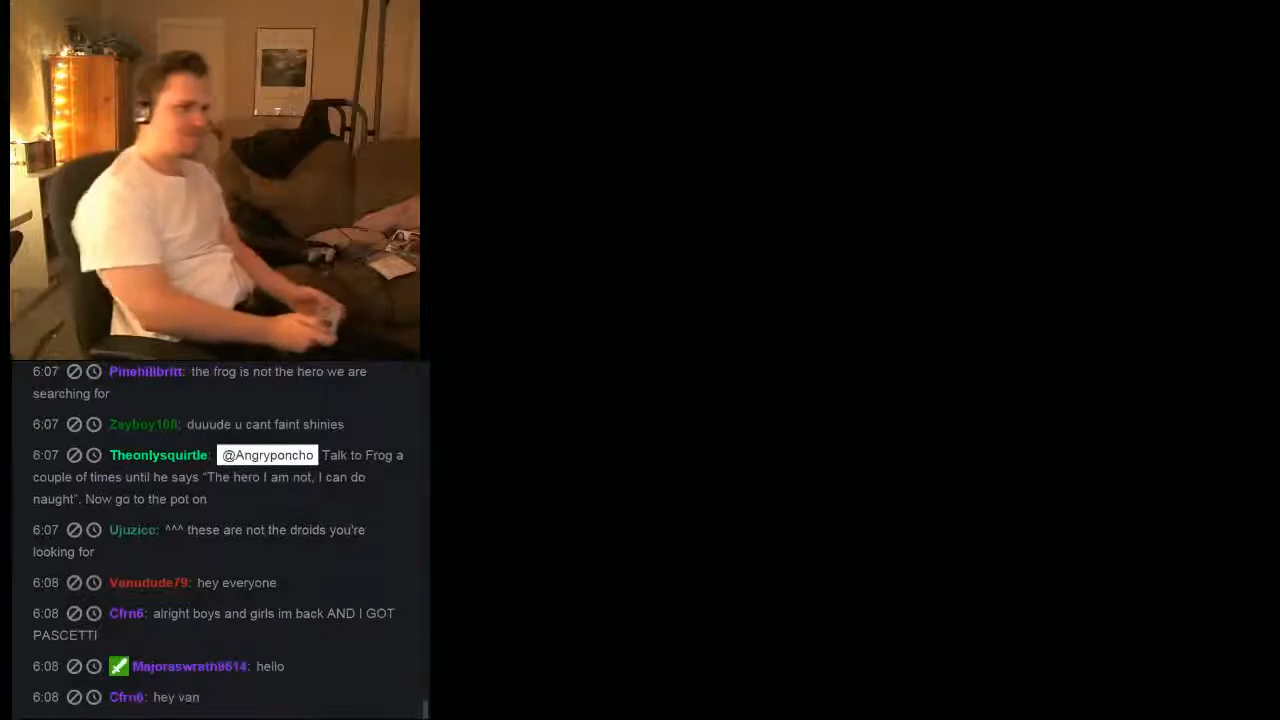 6:07 Pinehillbritt: the frog is not the hero we are
searching for
6:07 Zayboy108: duuude u cant faint shinies
6:07 Theonlysquirtle: @Angryponcho Talk to Frog a
couple of times until he says “The hero I am not, I can do
naught”. Now go to the pot on
6:07 Ujuzicc: ^^^ these are not the droids you're
looking for
6:08 Vanudude79: hey everyone
6:08 Cfrn6: alright boys and girls im back AND I GOT
PASCETTI
6:08 Majoraswrath9614: hello
6:08 Cfrn6: hey van